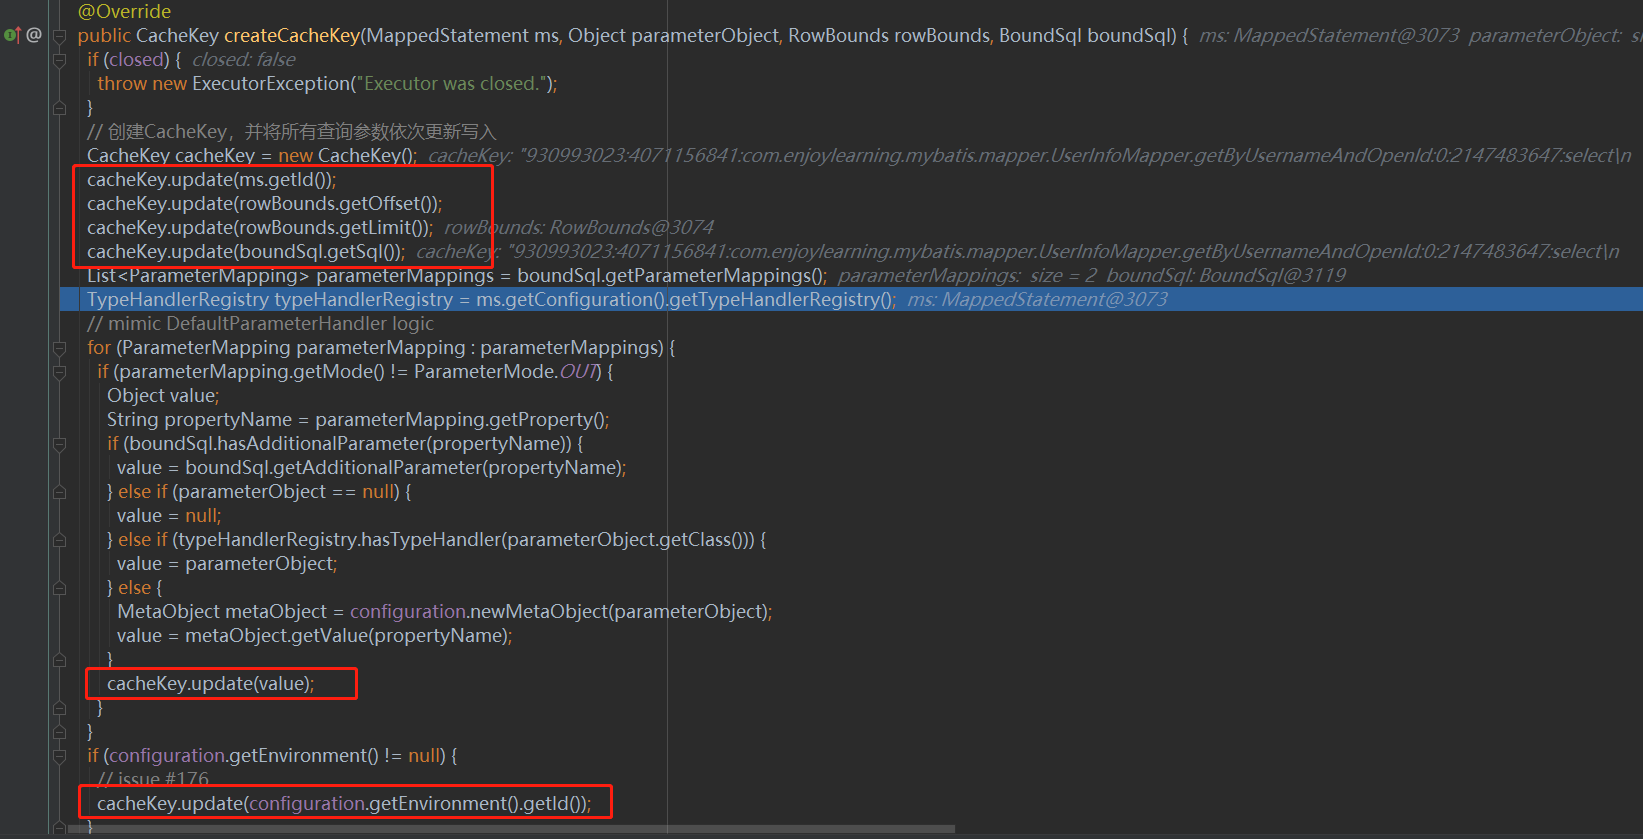 @Override
public CacheKey createCacheKey(MappedStatement ms, Object parameterObject, RowBounds rowBounds, BoundSql boundSql) { ms: MappedStatement@3073 parameterObject:
if (closed) { closed: false
throw new ExecutorException("Executor was closed.");
}
// 创建CacheKey，并将所有查询参数依次更新写入
CacheKey cacheKey = new CacheKey(); cacheKey: "930993023:4071156841:com.enjoylearning.mybatis.mapper.UserInfoMapper.getByUsernameAndOpenId:0:2147483647:select\n
cacheKey.update(ms.getId());
cacheKey.update(rowBounds.getOffset());
cacheKey.update(rowBounds.getLimit()); rowBounds: RowBounds@3074
cacheKey.update(boundSql.getSql()); cacheKey: "930993023:4071156841:com.enjoylearning.mybatis.mapper.UserInfoMapper.getByUsernameAndOpenId:0:2147483647:select\n
List<ParameterMapping> parameterMappings = boundSql.getParameterMappings(); parameterMappings: size = 2 boundSql: BoundSql@3119
TypeHandlerRegistry typeHandlerRegistry = ms.getConfiguration().getTypeHandlerRegistry(); ms: MappedStatement@3073
// mimic DefaultParameterHandler logic
for (ParameterMapping parameterMapping : parameterMappings) {
if (parameterMapping.getMode() != ParameterMode.OUT) {
Object value;
String propertyName = parameterMapping.getProperty();
if (boundSql.hasAdditionalParameter(propertyName)) {
value = boundSql.getAdditionalParameter(propertyName);
} else if (parameterObject == null) {
value = null;
} else if (typeHandlerRegistry.hasTypeHandler(parameterObject.getClass())) {
value = parameterObject;
} else {
MetaObject metaObject = configuration.newMetaObject(parameterObject);
value = metaObject.getValue(propertyName);
}
cacheKey.update(value);
}
}
if (configuration.getEnvironment() != null) {
// issue #176
cacheKey.update(configuration.getEnvironment().getId());
}